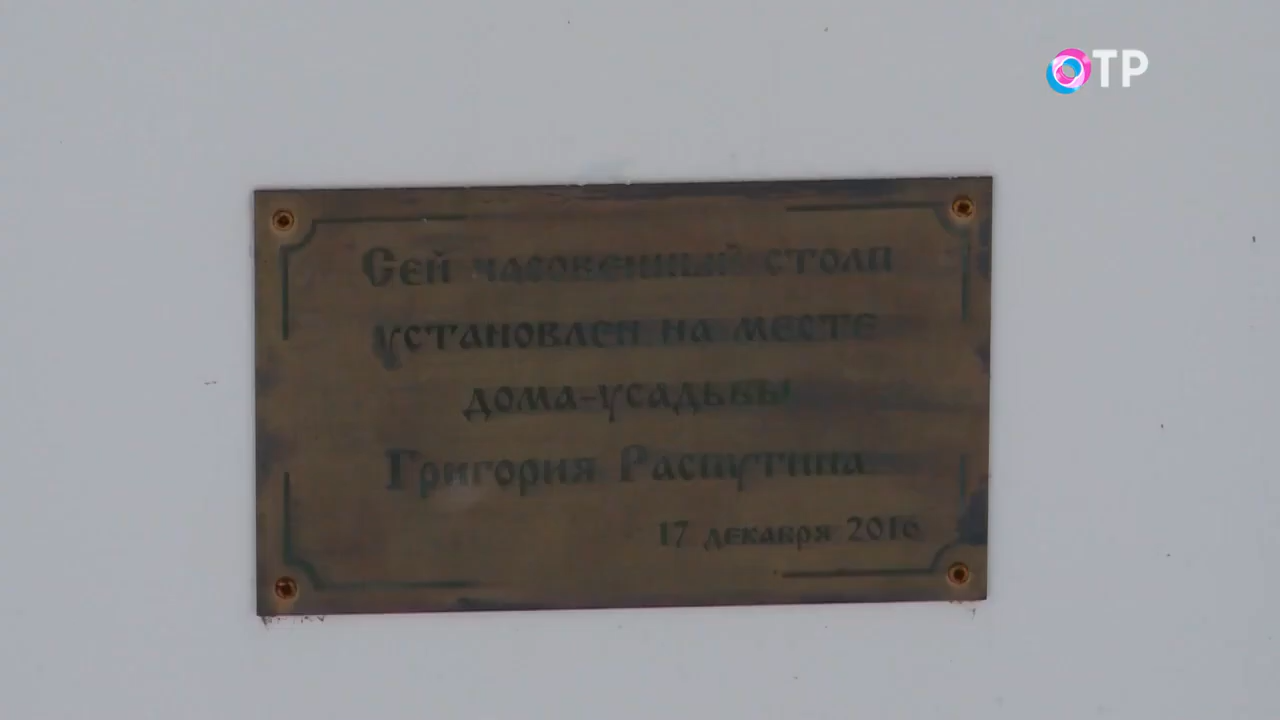 ОТР
Сей часовенный столп
установлен на месте
дома-усадьбы
Григория Распутина
17 декабря 2016